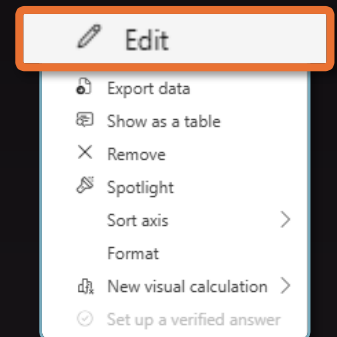 Edit
Export data
Show as a table
Remove
Spotlight
Sort axis
Format
New visual calculation
Set up a verified answer